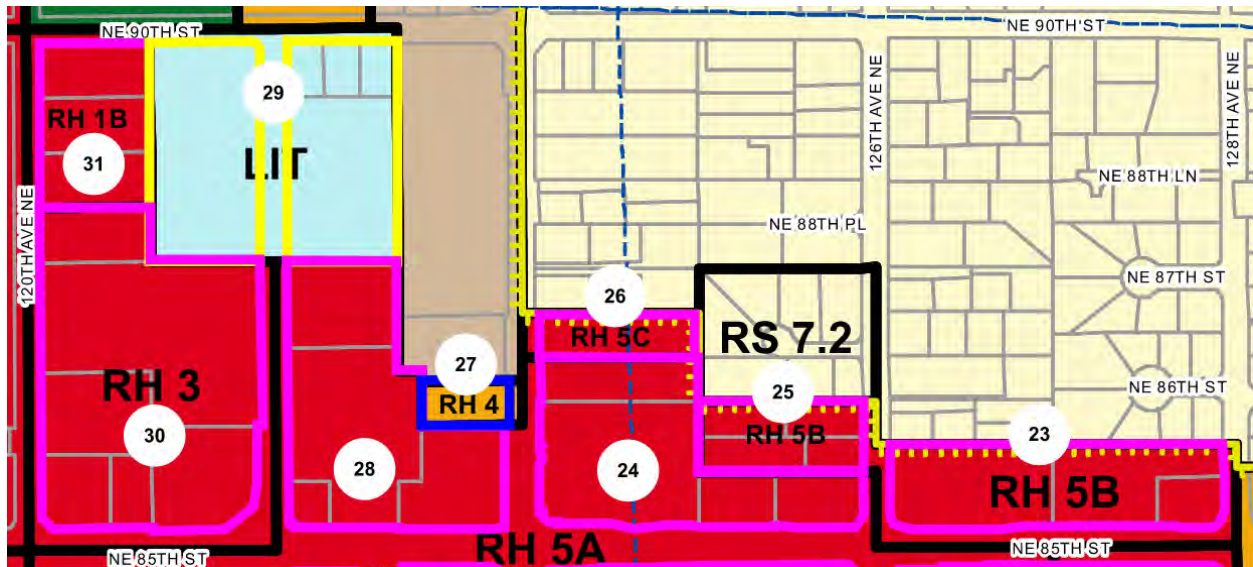 NE 90TH ST
NE 90TH ST
29
RH 1B
31
LIT
126TH AVE NE
128TH AVE NE
NE 88TH LN
NE 88TH PL
120TH AVE NE
NE 87TH ST
26
RH 5C
RS 7.2
27
RH 4
25
RH 5B
NE 86TH ST
RH 3
30
28
24
23
RH 5B
RH 5A
NE 85TH ST
NE 85TH ST